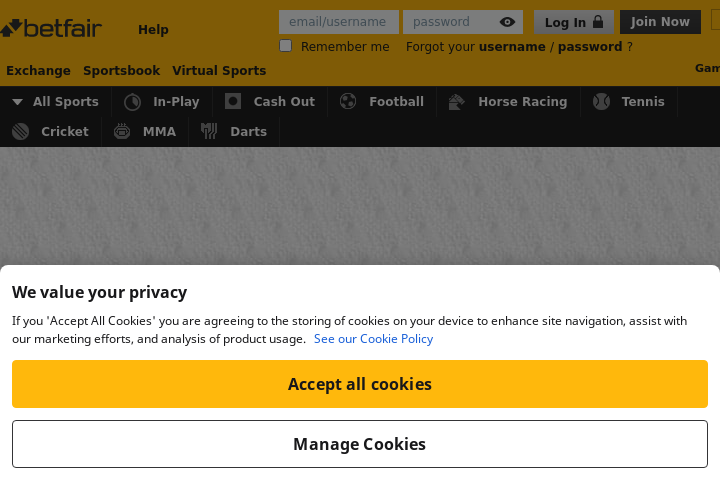 betfair
Help
email/username
password
Log In
Join Now
Remember me
Forgot your username / password ?
Exchange
Sportsbook
Virtual Sports
Gam
All Sports
In-Play
Cash Out
Football
Horse Racing
Tennis
Cricket
MMA
Darts
We value your privacy
If you 'Accept All Cookies' you are agreeing to the storing of cookies on your device to enhance site navigation, assist with
our marketing efforts, and analysis of product usage. See our Cookie Policy
Accept all cookies
Manage Cookies